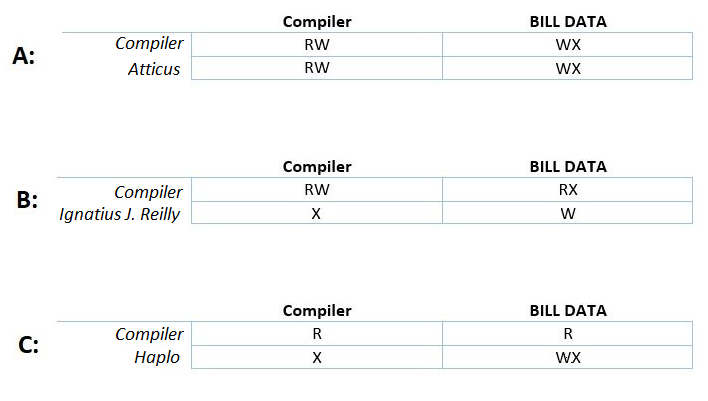 Compiler BILL DATA
A: Compiler RW WX
Atticus RW WX
Compiler BILL DATA
B: Compiler RW RX
Ignatius J. Reilly X W
Compiler BILL DATA
C: Compiler R R
Haplo X WX